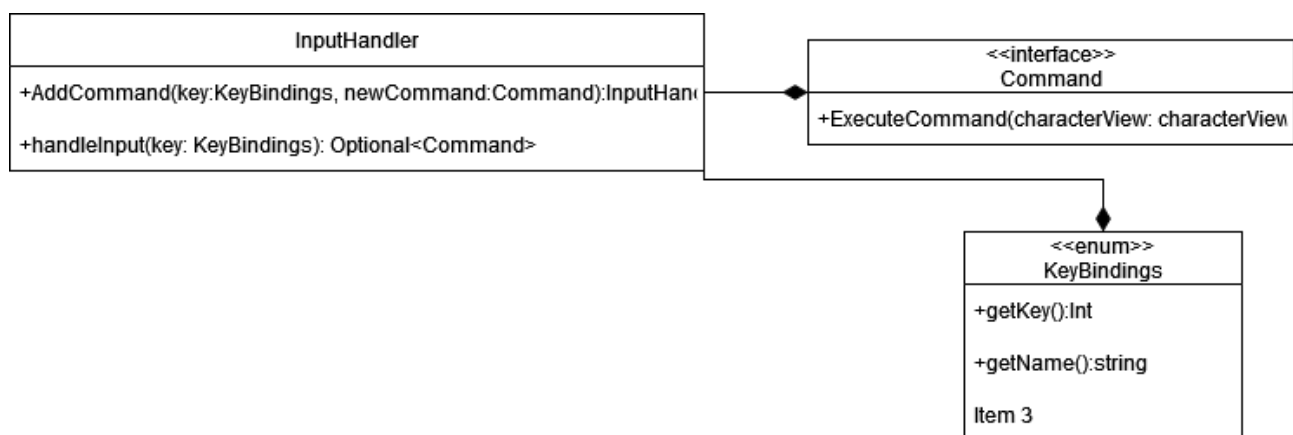 InputHandler
+AddCommand(key:KeyBindings, newCommand:Command):InputHan
+handleInput(key: KeyBindings): Optional<Command>
<<interface>>
Command
+ExecuteCommand(characterView: characterView
<<enum>>
KeyBindings
+getKey():Int
+getName():string
Item 3